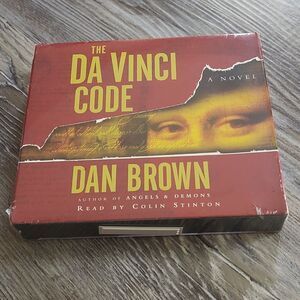 THE
DA VINCI
CODE
A NOVEL
DAN BROWN
AUTHOR OF ANGELS & DEMONS
READ BY COLIN STINTON